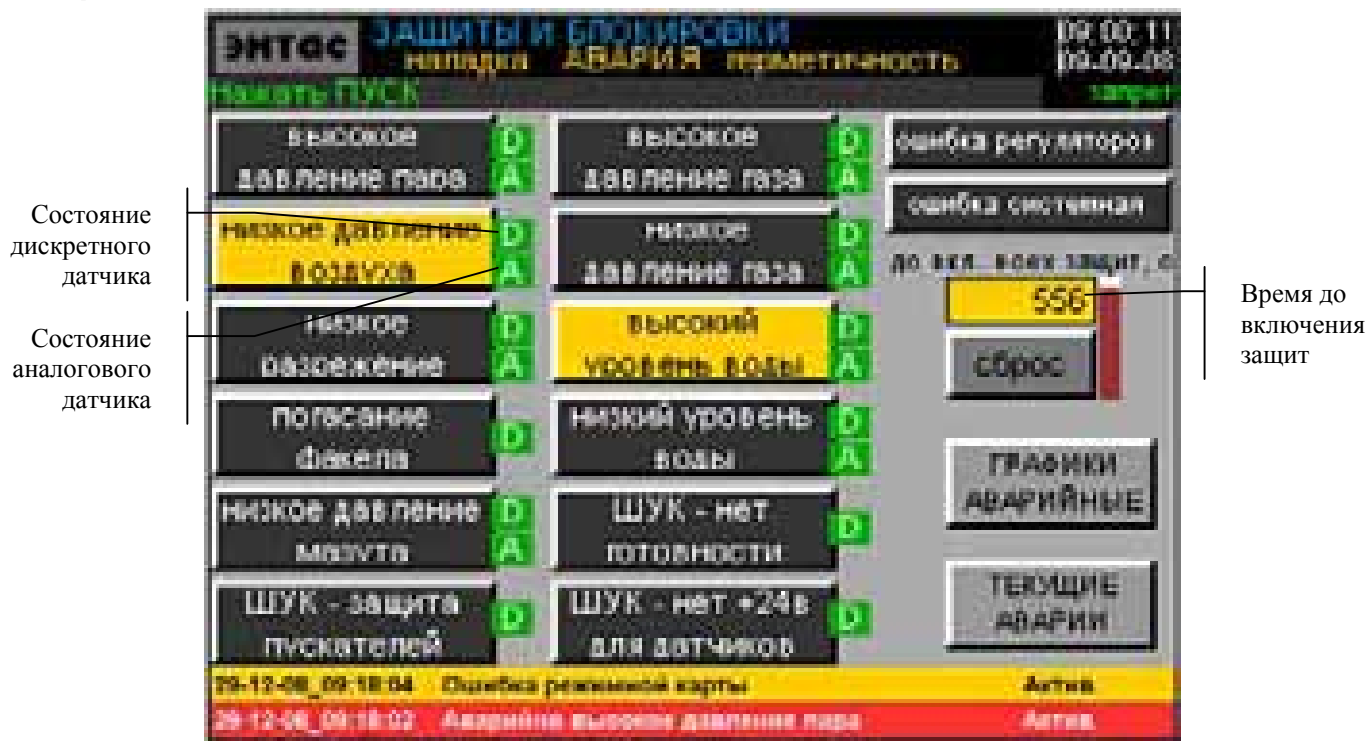 ЗАЩИТЫ И БЛОКИРОВКИ
энтас
наладка АВАРИЯ герметичность
09:00:11
09-09-08
Нажать ПУСК
запрет
высокое
давление пара
D
A
высокое
давление газа
D
A
ошибка регуляторов
ошибка системная
Состояние
дискретного
датчика
низкое давление
воздуха
D
A
низкое
давление газа
D
A
до вкл. всех защит, с
556
сброс
Время до
включения
защит
Состояние
аналогового
датчика
низкое
разрежение
D
A
высокий
уровень воды
D
A
погасание
факела
D
низкий уровень
воды
D
A
ГРАФИКИ
АВАРИЙНЫЕ
низкое давление
мазута
D
A
ШУК - нет
готовности
D
ТЕКУЩИЕ
АВАРИИ
ШУК - защита
пускателей
D
ШУК - нет +24в
для датчиков
D
29-12-08_09:18:04 Ошибка режимной карты Актив.
29-12-08_09:18:02 Аварийно высокое давление пара Актив.